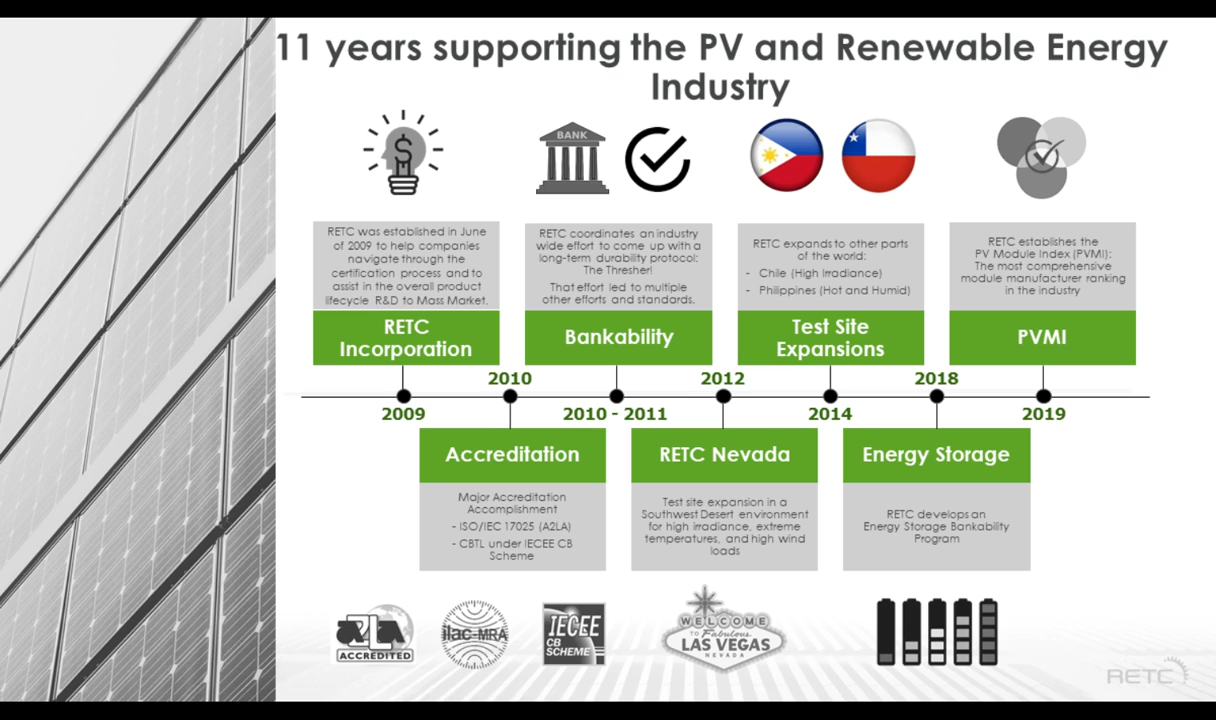 11 years supporting the PV and Renewable Energy
Industry
BANK
RETC was established in June
of 2009 to help companies
navigate through the
certification process and to
assist in the overall product
lifecycle R&D to Mass Market.
RETC
Incorporation
RETC coordinates an industry
wide effort to come up with a
long-term durability protocol:
The Thresher!
That effort led to multiple
other efforts and standards.
Bankability
RETC expands to other parts
of the world:
- Chile (High Irradiance)
- Philippines (Hot and Humid)
Test Site
Expansions
RETC establishes the
PV Module Index (PVMI):
The most comprehensive
module manufacturer ranking
in the industry
PVMI
2010
2012
2018
2009
2010 - 2011
2014
2019
Accreditation
Major Accreditation
Accomplishment
- ISO/IEC 17025 (A2LA)
- CBTL under IECEE CB
Scheme
RETC Nevada
Test site expansion in a
Southwest Desert environment
for high irradiance, extreme
temperatures, and high wind
loads
Energy Storage
RETC develops an
Energy Storage Bankability
Program
a2la
ACCREDITED
ilac-MRA
IECEE
CB
SCHEME
WELCOME
TO Fabulous
LAS VEGAS
NEVADA
RETC